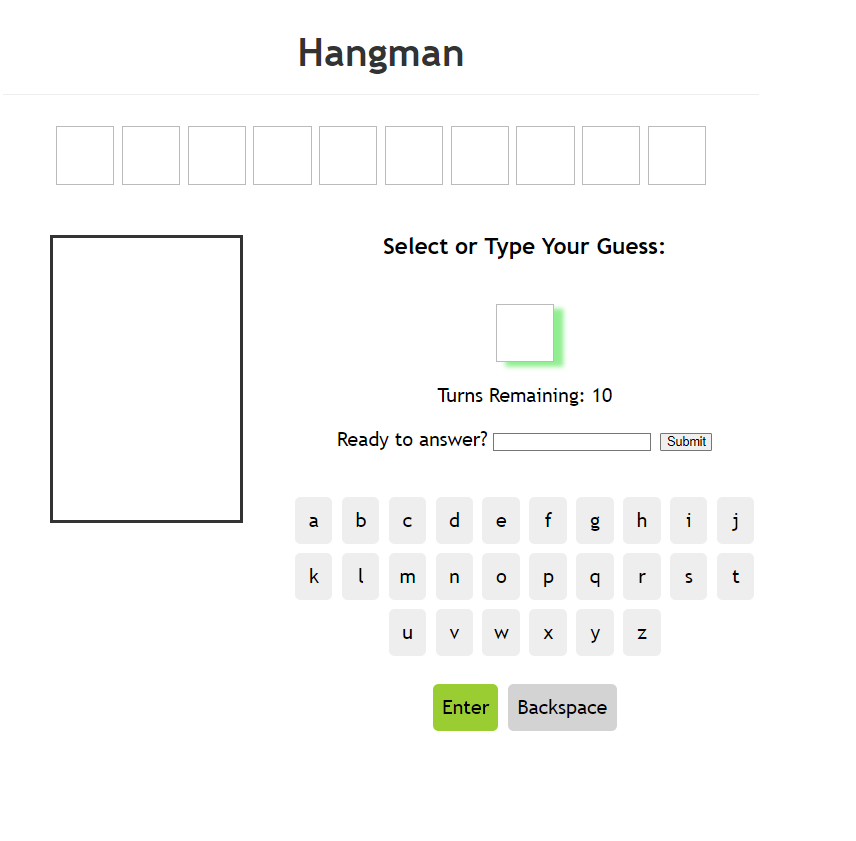 Hangman
Select or Type Your Guess:
Turns Remaining: 10
Ready to answer? Submit
a b c d e f g h i j
k l m n o p q r s t
u v w x y z
Enter Backspace